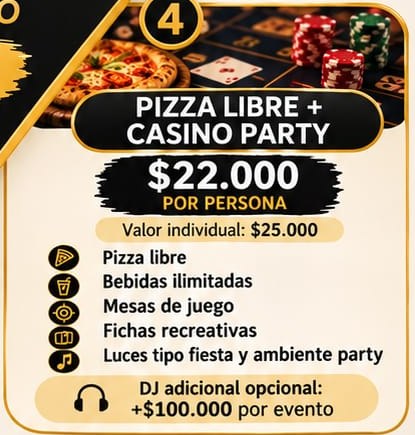 O
4
PIZZA LIBRE +
CASINO PARTY
$22.000
POR PERSONA
Valor individual: $25.000
Pizza libre
Bebidas ilimitadas
Mesas de juego
Fichas recreativas
Luces tipo fiesta y ambiente party
DJ adicional opcional:
+$100.000 por evento